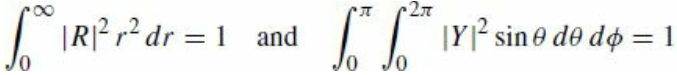 ∫₀^∞ |R|² r² dr = 1 and ∫₀^π ∫₀^2π |Y|² sin θ dθ dϕ = 1